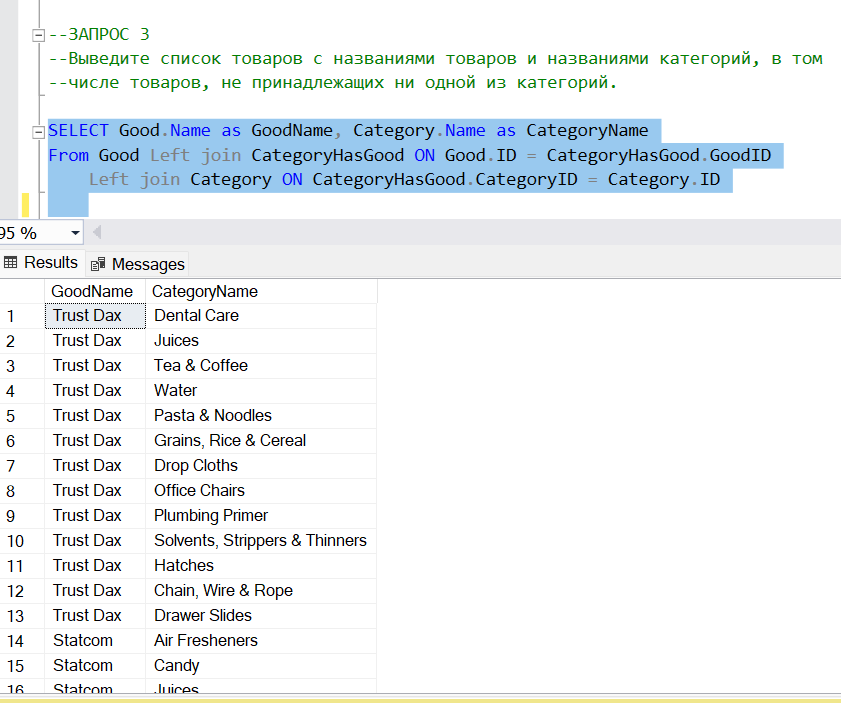 --ЗАПРОС 3
--Выведите список товаров с названиями товаров и названиями категорий, в том
--числе товаров, не принадлежащих ни одной из категорий.
SELECT Good.Name as GoodName, Category.Name as CategoryName
From Good Left join CategoryHasGood ON Good.ID = CategoryHasGood.GoodID
Left join Category ON CategoryHasGood.CategoryID = Category.ID
95 %
Results Messages
GoodName CategoryName
1 Trust Dax Dental Care
2 Trust Dax Juices
3 Trust Dax Tea & Coffee
4 Trust Dax Water
5 Trust Dax Pasta & Noodles
6 Trust Dax Grains, Rice & Cereal
7 Trust Dax Drop Cloths
8 Trust Dax Office Chairs
9 Trust Dax Plumbing Primer
10 Trust Dax Solvents, Strippers & Thinners
11 Trust Dax Hatches
12 Trust Dax Chain, Wire & Rope
13 Trust Dax Drawer Slides
14 Statcom Air Fresheners
15 Statcom Candy
16 Statcom Juices